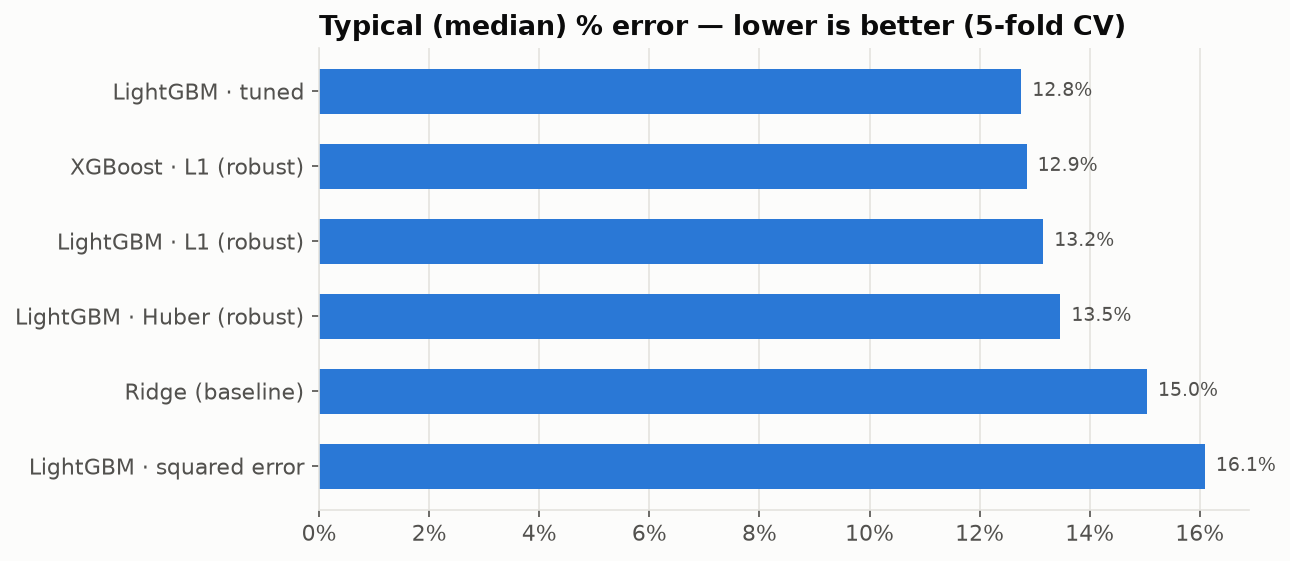 Typical (median) % error — lower is better (5-fold CV)
LightGBM · tuned
12.8%
XGBoost · L1 (robust)
12.9%
LightGBM · L1 (robust)
13.2%
LightGBM · Huber (robust)
13.5%
Ridge (baseline)
15.0%
LightGBM · squared error
16.1%
0% 2% 4% 6% 8% 10% 12% 14% 16%